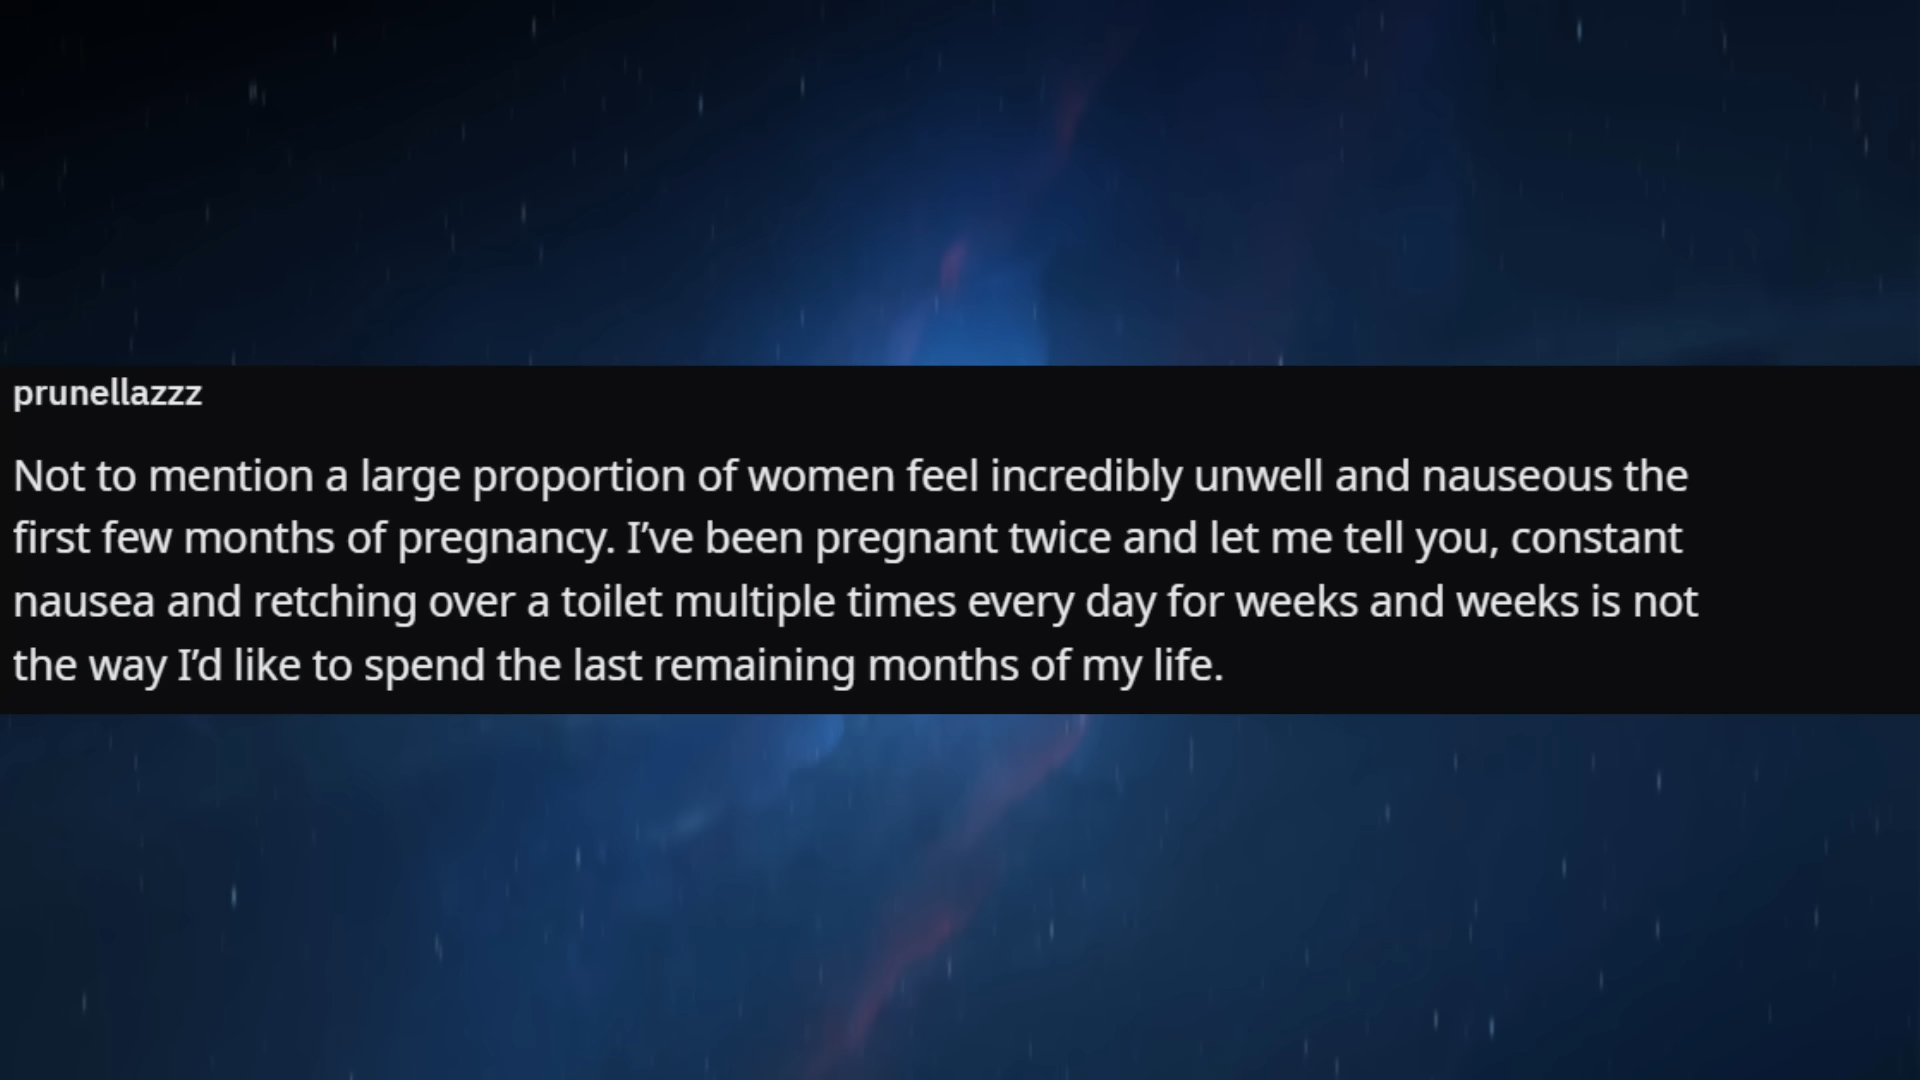 prunellazzz
Not to mention a large proportion of women feel incredibly unwell and nauseous the
first few months of pregnancy. I’ve been pregnant twice and let me tell you, constant
nausea and retching over a toilet multiple times every day for weeks and weeks is not
the way I’d like to spend the last remaining months of my life.